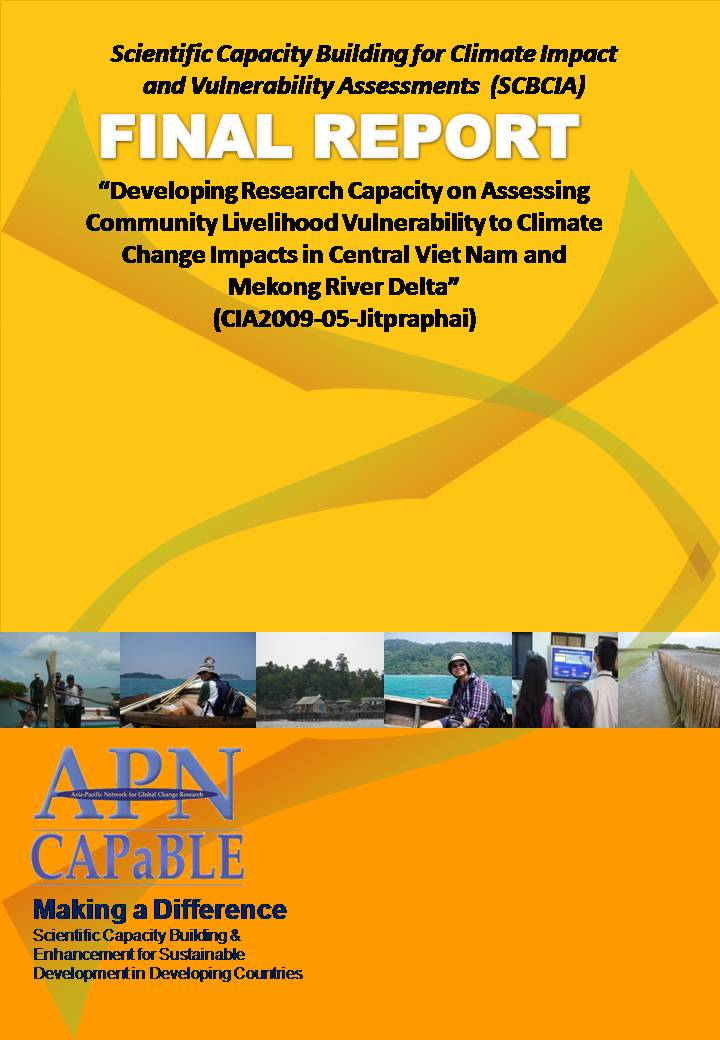 Scientific Capacity Building for Climate Impact
and Vulnerability Assessments (SCBCIA)
FINAL REPORT
“Developing Research Capacity on Assessing
Community Livelihood Vulnerability to Climate
Change Impacts in Central Viet Nam and
Mekong River Delta”
(CIA2009-05-Jitpraphai)
APN
Asia-Pacific Network for Global Change Research
CAPaBLE
Making a Difference
Scientific Capacity Building &
Enhancement for Sustainable
Development in Developing Countries